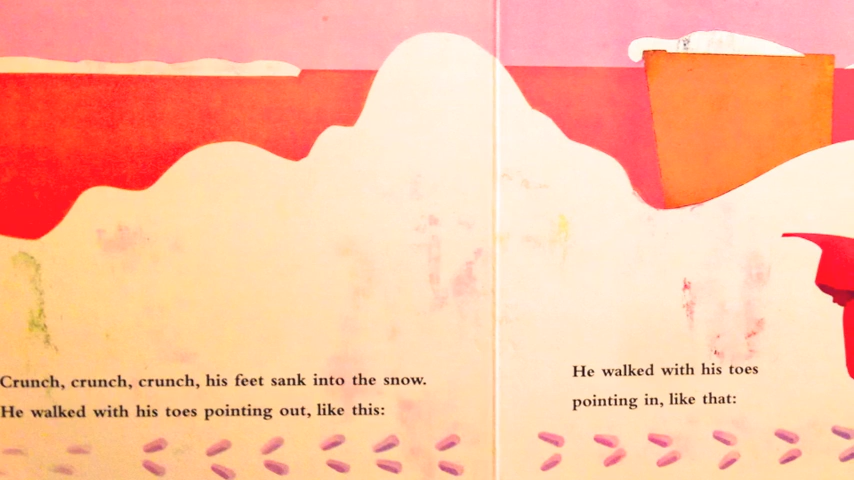 Crunch, crunch, crunch, his feet sank into the snow.
He walked with his toes pointing out, like this:
He walked with his toes
pointing in, like that: